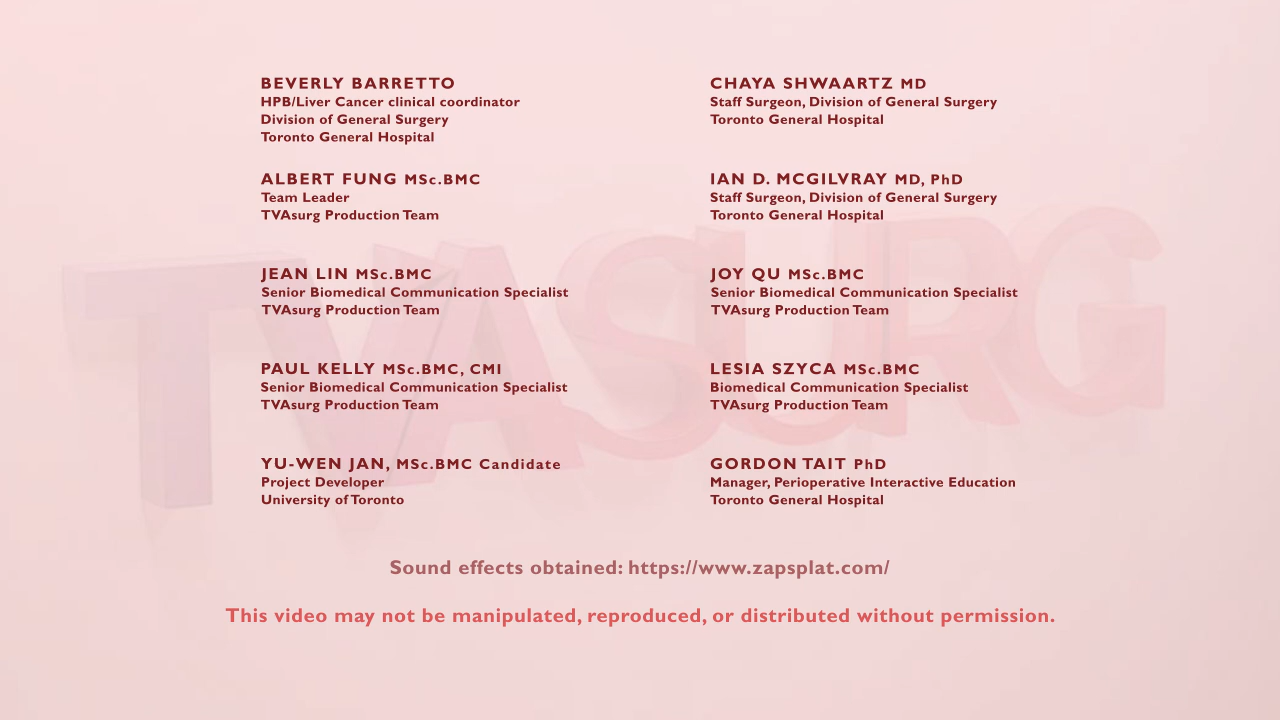 BEVERLY BARRETTO
HPB/Liver Cancer clinical coordinator
Division of General Surgery
Toronto General Hospital
CHAYA SHWAARTZ MD
Staff Surgeon, Division of General Surgery
Toronto General Hospital
ALBERT FUNG MSc.BMC
Team Leader
TVAsurg Production Team
IAN D. MCGILVRAY MD, PhD
Staff Surgeon, Division of General Surgery
Toronto General Hospital
JEAN LIN MSc.BMC
Senior Biomedical Communication Specialist
TVAsurg Production Team
JOY QU MSc.BMC
Senior Biomedical Communication Specialist
TVAsurg Production Team
PAUL KELLY MSc.BMC, CMI
Senior Biomedical Communication Specialist
TVAsurg Production Team
LESIA SZYCA MSc.BMC
Biomedical Communication Specialist
TVAsurg Production Team
YU-WEN JAN, MSc.BMC Candidate
Project Developer
University of Toronto
GORDON TAIT PhD
Manager, Perioperative Interactive Education
Toronto General Hospital
TVASURG
Sound effects obtained: https://www.zapsplat.com/
This video may not be manipulated, reproduced, or distributed without permission.